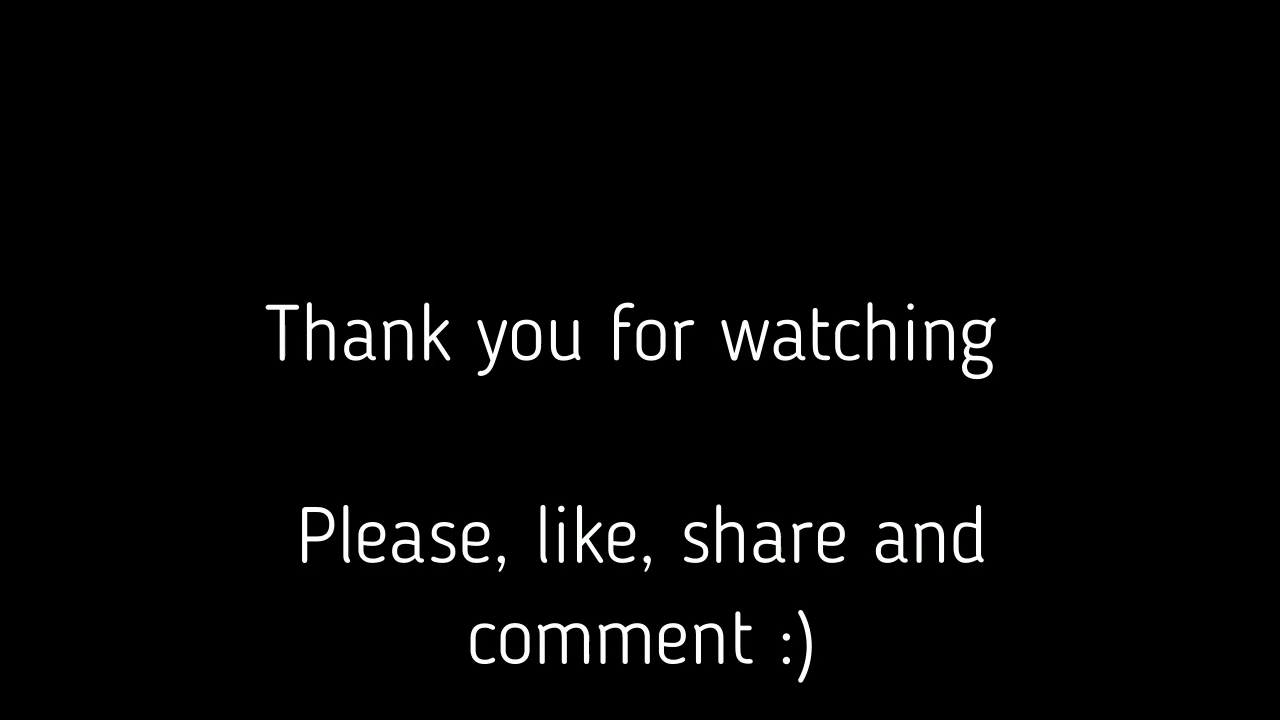 Thank you for watching
Please, like, share and
comment :)